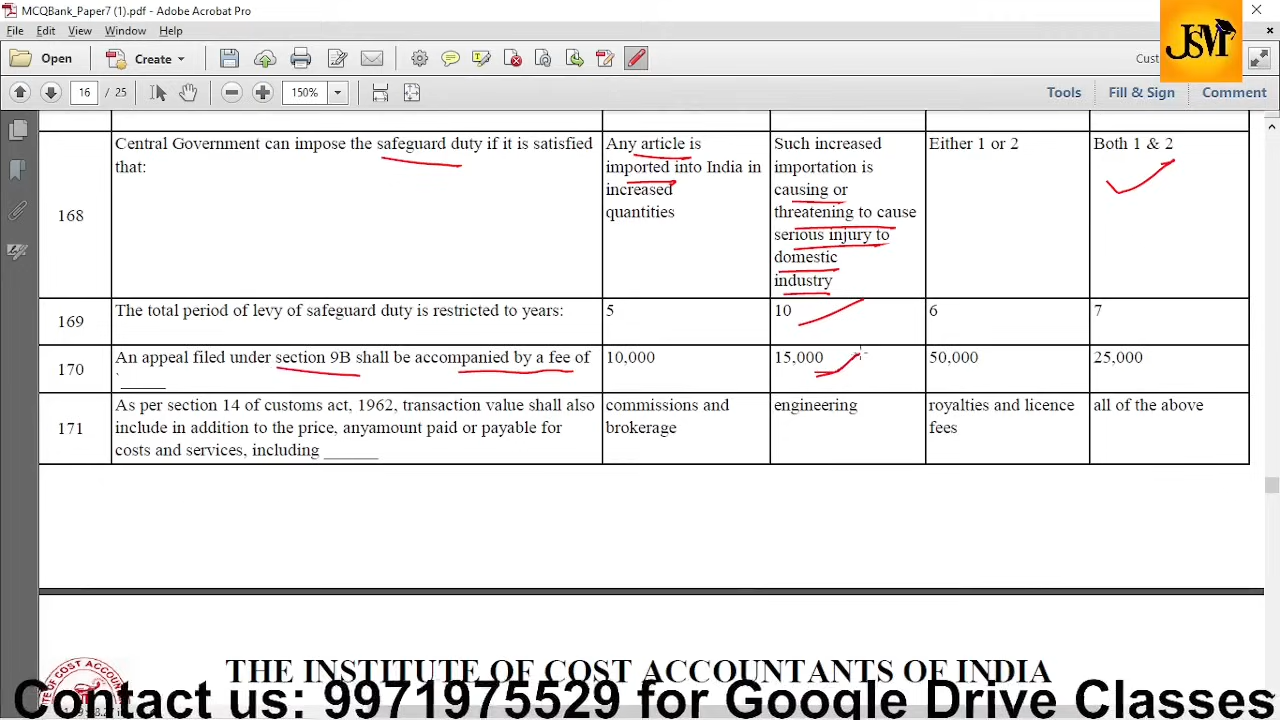 MCQBank_Paper7 (1).pdf - Adobe Acrobat Pro
File Edit View Window Help
Open Create Cust
JSM
16 / 25 150% Tools Fill & Sign Comment
168 Central Government can impose the safeguard duty if it is satisfied that:
Any article is imported into India in increased quantities
Such increased importation is causing or threatening to cause serious injury to domestic industry
Either 1 or 2
Both 1 & 2
169 The total period of levy of safeguard duty is restricted to years: 5 10 6 7
170 An appeal filed under section 9B shall be accompanied by a fee of ` _____ 10,000 15,000 50,000 25,000
171 As per section 14 of customs act, 1962, transaction value shall also include in addition to the price, anyamount paid or payable for costs and services, including ______
commissions and brokerage
engineering
royalties and licence fees
all of the above
THE INSTITUTE OF COST ACCOUNTANTS OF INDIA
Contact us: 9971975529 for Google Drive Classes